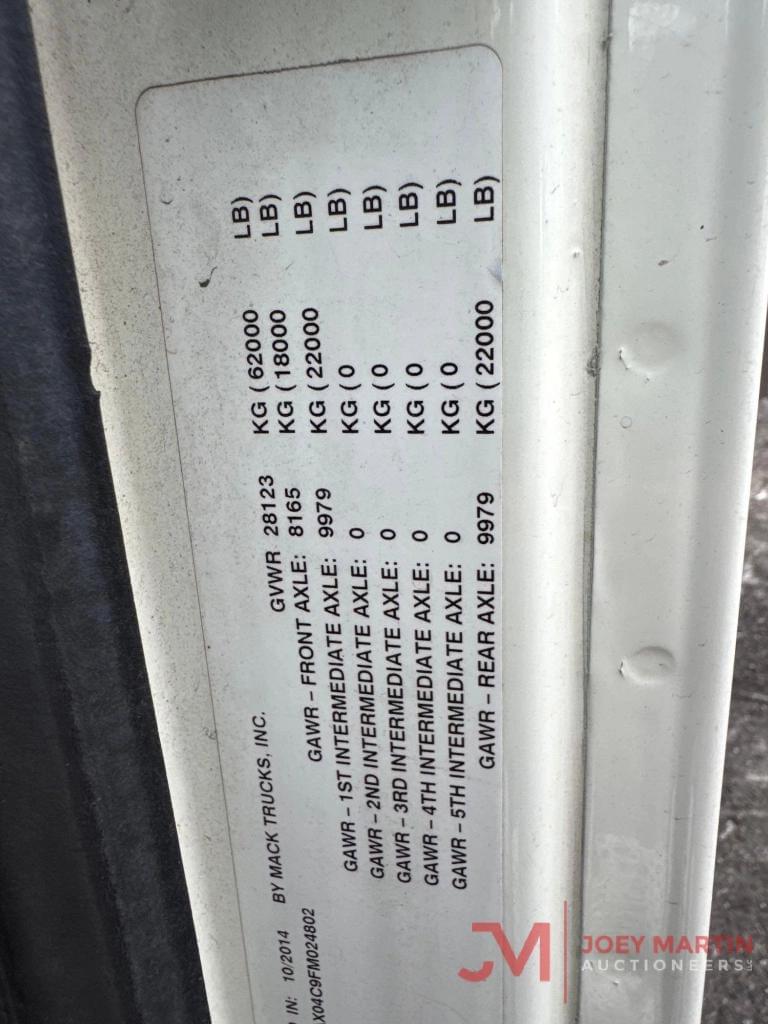 IN: 10/2014 BY MACK TRUCKS, INC.
X04C9FM024802
GVWR 28123 KG ( 62000 LB)
GAWR – FRONT AXLE: 8165 KG ( 18000 LB)
GAWR – 1ST INTERMEDIATE AXLE: 9979 KG ( 22000 LB)
GAWR – 2ND INTERMEDIATE AXLE: 0 KG ( 0 LB)
GAWR – 3RD INTERMEDIATE AXLE: 0 KG ( 0 LB)
GAWR – 4TH INTERMEDIATE AXLE: 0 KG ( 0 LB)
GAWR – 5TH INTERMEDIATE AXLE: 0 KG ( 0 LB)
GAWR – REAR AXLE: 9979 KG ( 22000 LB)
JM
JOEY MARTIN
AUCTIONEERS